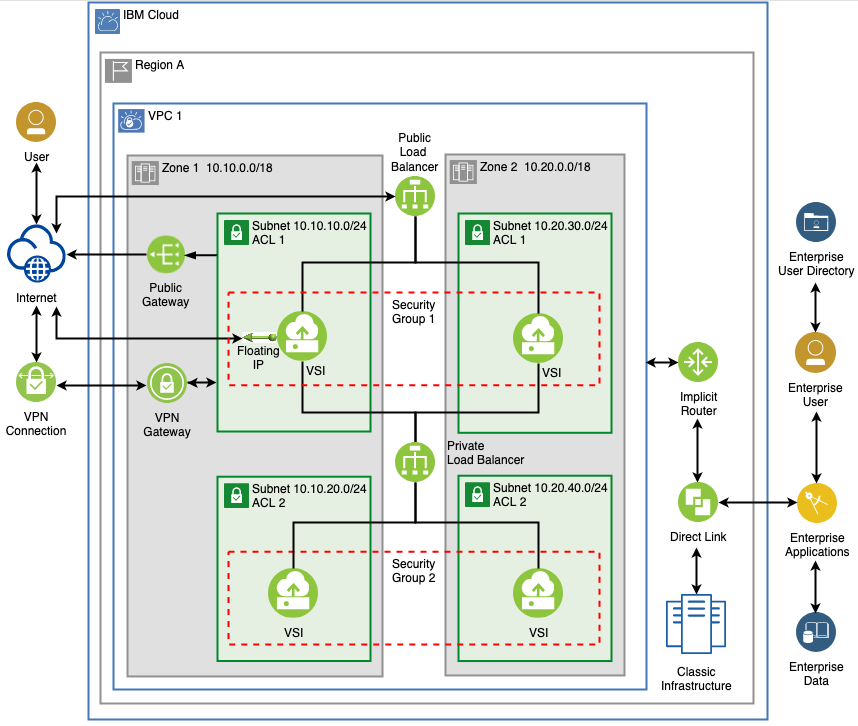 IBM Cloud
Region A
VPC 1
Zone 1 10.10.0.0/18
Public
Load
Balancer
Zone 2 10.20.0.0/18
User
Subnet 10.10.10.0/24
ACL 1
Subnet 10.20.30.0/24
ACL 1
Internet
Public
Gateway
Security
Group 1
Floating
IP
VSI
VSI
VPN
Connection
VPN
Gateway
Private
Load Balancer
Subnet 10.10.20.0/24
ACL 2
Subnet 10.20.40.0/24
ACL 2
Security
Group 2
VSI
VSI
Implicit
Router
Direct Link
Classic
Infrastructure
Enterprise
User Directory
Enterprise
User
Enterprise
Applications
Enterprise
Data